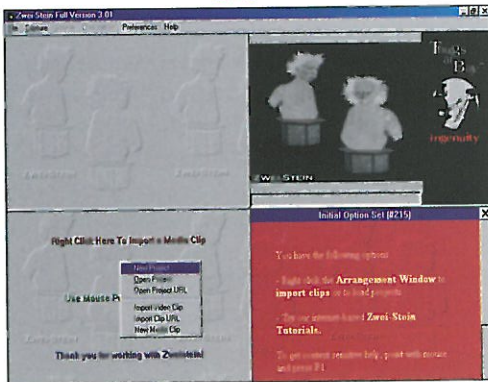 Zwei-Stein Full Version 3.01
Preferences Help
Bugs
Bee
ingenuity
Zwei-Stein
ZWEI-STEIN
Right Click Here To Import a Media Clip
Use Mouse
New Project
Open Project
Open Project URL
Import Video Clip
Import Clip URL
New Media Clip
Thank you for working with Zweistein!
Initial Option Set (#215)
You have the following options:
- Right click the Arrangement Window to
import clips or to load projects
- Try our internet-based Zwei-Stein
Tutorials.
To get context sensitive help, point with mouse
and press F1